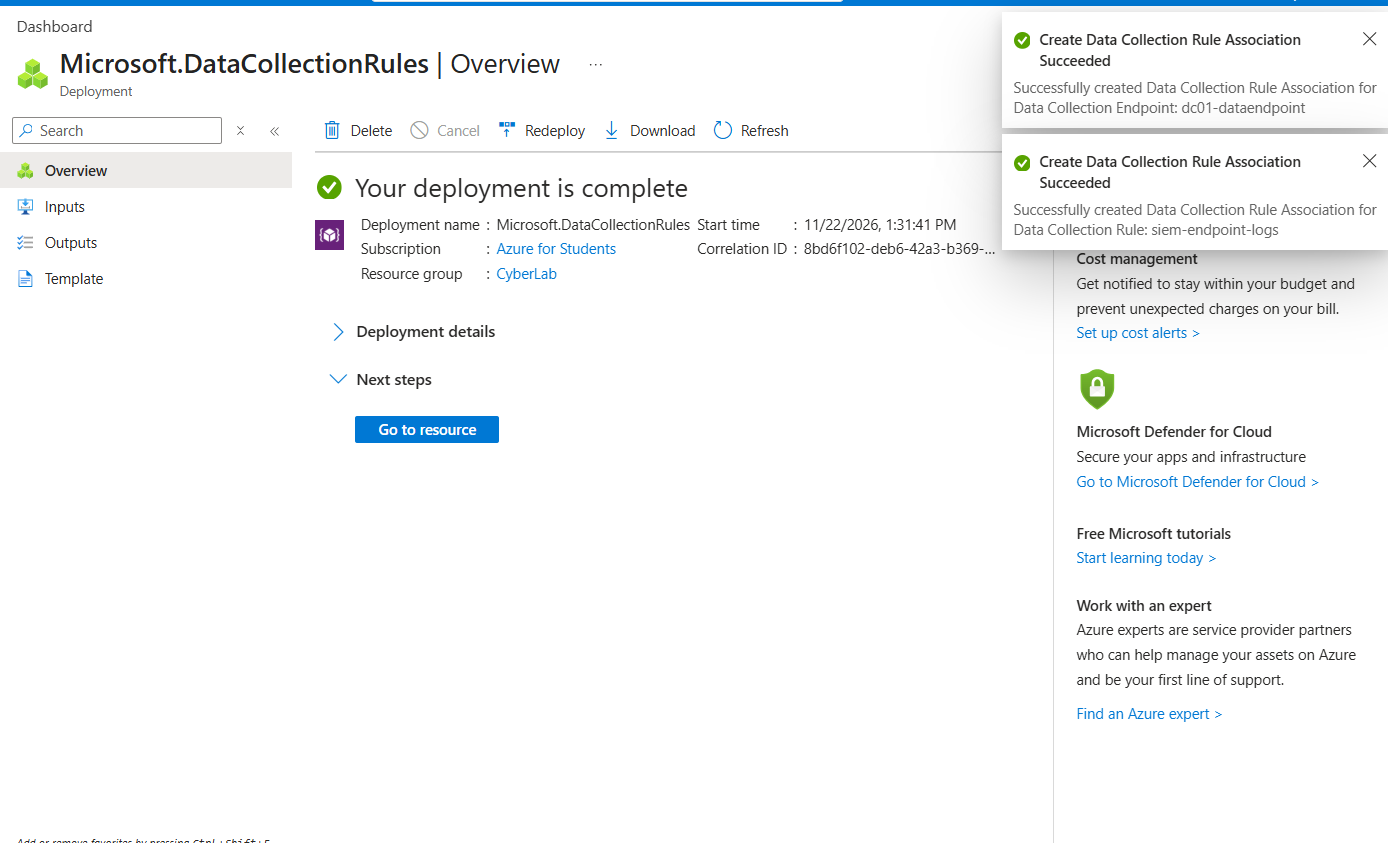 Dashboard
Microsoft.DataCollectionRules | Overview ...
Deployment
Search
Overview
Inputs
Outputs
Template
Delete Cancel Redeploy Download Refresh
Your deployment is complete
Deployment name : Microsoft.DataCollectionRules Start time : 11/22/2026, 1:31:41 PM
Subscription : Azure for Students Correlation ID : 8bd6f102-deb6-42a3-b369-...
Resource group : CyberLab
Deployment details
Next steps
Go to resource
Create Data Collection Rule Association
Succeeded
Successfully created Data Collection Rule Association for
Data Collection Endpoint: dc01-dataendpoint
Create Data Collection Rule Association
Succeeded
Successfully created Data Collection Rule Association for
Data Collection Rule: siem-endpoint-logs
Cost management
Get notified to stay within your budget and
prevent unexpected charges on your bill.
Set up cost alerts >
Microsoft Defender for Cloud
Secure your apps and infrastructure
Go to Microsoft Defender for Cloud >
Free Microsoft tutorials
Start learning today >
Work with an expert
Azure experts are service provider partners
who can help manage your assets on Azure
and be your first line of support.
Find an Azure expert >
Add or remove favorites by pressing Ctrl+Shift+F